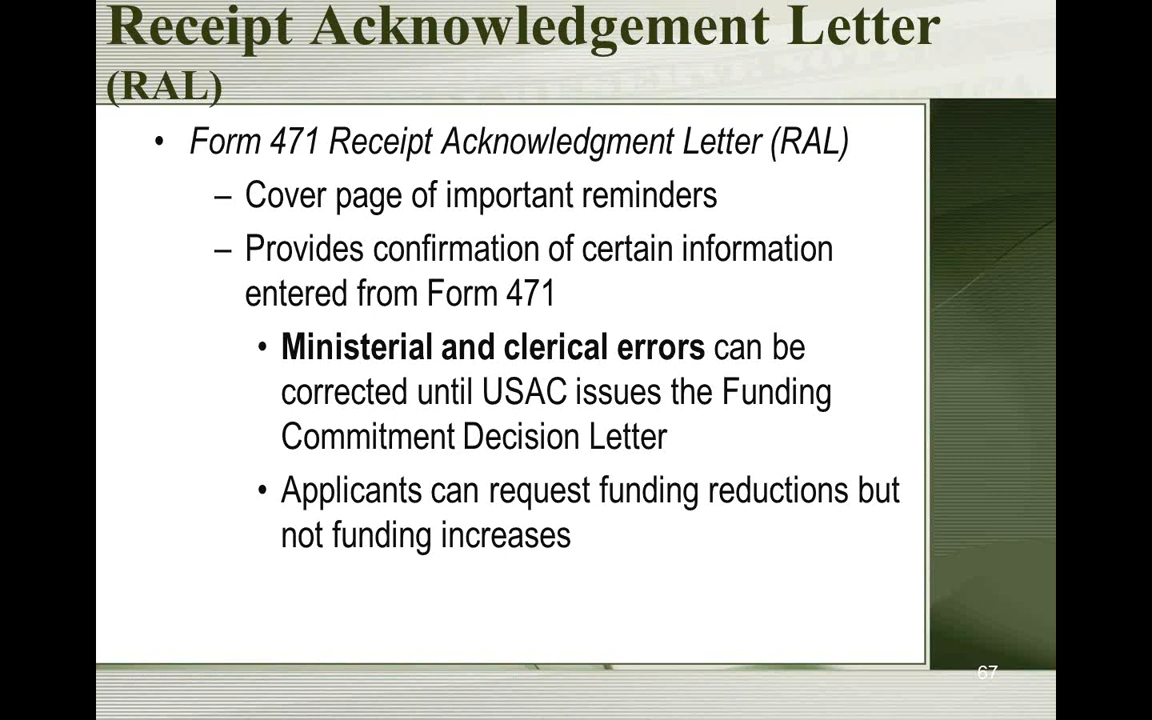 Receipt Acknowledgement Letter
(RAL)
• Form 471 Receipt Acknowledgment Letter (RAL)
– Cover page of important reminders
– Provides confirmation of certain information
entered from Form 471
• Ministerial and clerical errors can be
corrected until USAC issues the Funding
Commitment Decision Letter
• Applicants can request funding reductions but
not funding increases
67